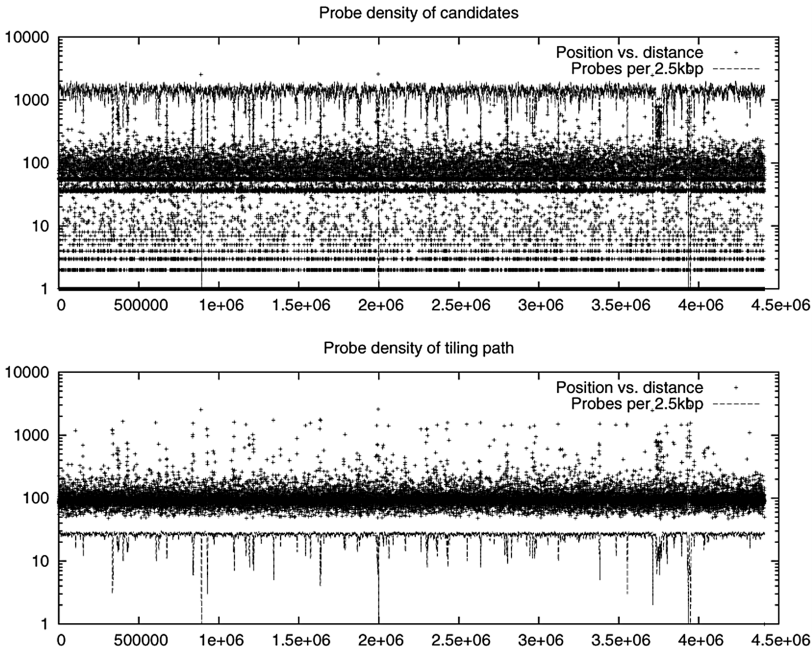 Probe density of candidates
10000
Position vs. distance
Probes per 2.5kbp
1000
100
10
1
0 500000 1e+06 1.5e+06 2e+06 2.5e+06 3e+06 3.5e+06 4e+06 4.5e+06
Probe density of tiling path
10000
Position vs. distance
Probes per 2.5kbp
1000
100
10
1
0 500000 1e+06 1.5e+06 2e+06 2.5e+06 3e+06 3.5e+06 4e+06 4.5e+06